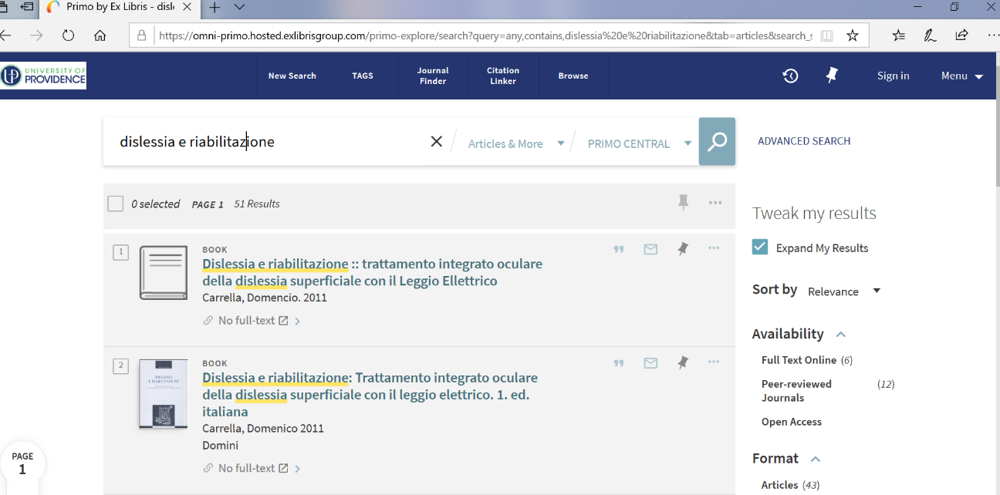 Primo by Ex Libris - disl
https://omni-primo.hosted.exlibrisgroup.com/primo-explore/search?query=any,contains,dislessia%20e%20riabilitazione&tab=articles&search_s
UNIVERSITY OF
PROVIDENCE
UP
New Search
TAGS
Journal
Finder
Citation
Linker
Browse
Sign in
Menu
dislessia e riabilitazione
Articles & More
PRIMO CENTRAL
ADVANCED SEARCH
0 selected PAGE 1 51 Results
1
BOOK
Dislessia e riabilitazione :: trattamento integrato oculare
della dislessia superficiale con il Leggio Ellettrico
Carrella, Domencio. 2011
No full-text
2
BOOK
Dislessia e riabilitazione: Trattamento integrato oculare
della dislessia superficiale con il leggio elettrico. 1. ed.
italiana
Carrella, Domenico 2011
Domini
No full-text
DISLESSIA
E RIABILITAZIONE
PAGE
1
Tweak my results
Expand My Results
Sort by Relevance
Availability
Full Text Online (6)
Peer-reviewed
Journals (12)
Open Access
Format
Articles (43)